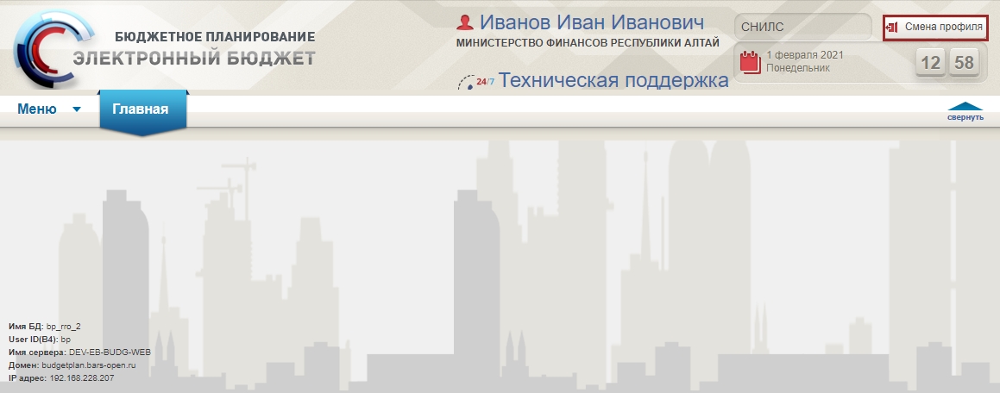 БЮДЖЕТНОЕ ПЛАНИРОВАНИЕ
ЭЛЕКТРОННЫЙ БЮДЖЕТ
Иванов Иван Иванович
МИНИСТЕРСТВО ФИНАНСОВ РЕСПУБЛИКИ АЛТАЙ
24/7 Техническая поддержка
СНИЛС
Смена профиля
1 февраля 2021
Понедельник
12 58
Меню
Главная
свернуть
Имя БД: bp_rro_2
User ID(B4): bp
Имя сервера: DEV-EB-BUDG-WEB
Домен: budgetplan.bars-open.ru
IP адрес: 192.168.228.207